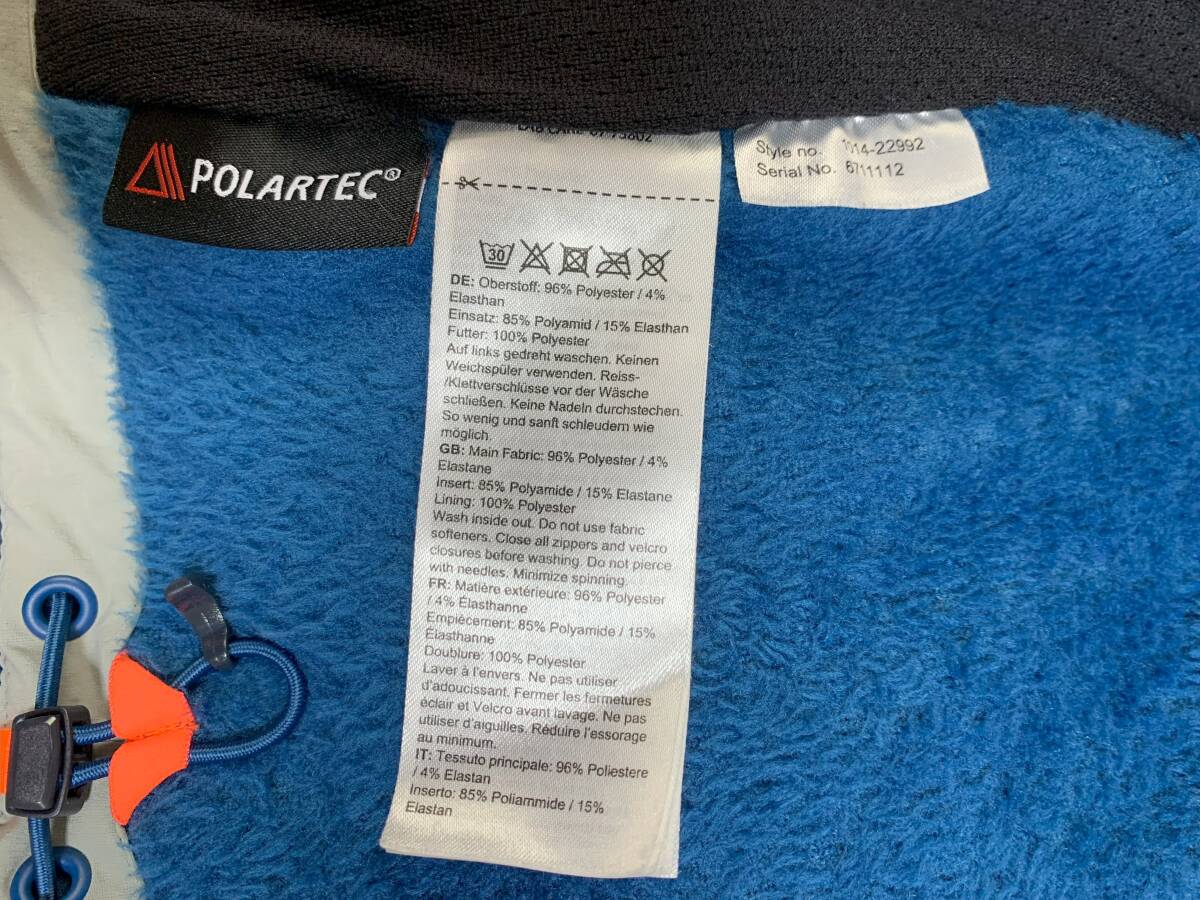 POLARTEC®
LAB CARE 07 73802
Style no. 1014-22992
Serial No. 6711112
30
DE: Oberstoff: 96% Polyester / 4%
Elasthan
Einsatz: 85% Polyamid / 15% Elasthan
Futter: 100% Polyester
Auf links gedreht waschen. Keinen
Weichspüler verwenden. Reiss-
/Klettverschlüsse vor der Wäsche
schließen. Keine Nadeln durchstechen.
So wenig und sanft schleudern wie
möglich.
GB: Main Fabric: 96% Polyester / 4%
Elastane
Insert: 85% Polyamide / 15% Elastane
Lining: 100% Polyester
Wash inside out. Do not use fabric
softeners. Close all zippers and velcro
closures before washing. Do not pierce
with needles. Minimize spinning.
FR: Matière extérieure: 96% Polyester
/ 4% Élasthanne
Empiècement: 85% Polyamide / 15%
Élasthanne
Doublure: 100% Polyester
Laver à l'envers. Ne pas utiliser
d'adoucissant. Fermer les fermetures
éclair et Velcro avant lavage. Ne pas
utiliser d'aiguilles. Réduire l'essorage
au minimum.
IT: Tessuto principale: 96% Poliestere
/ 4% Elastan
Inserto: 85% Poliammide / 15%
Elastan